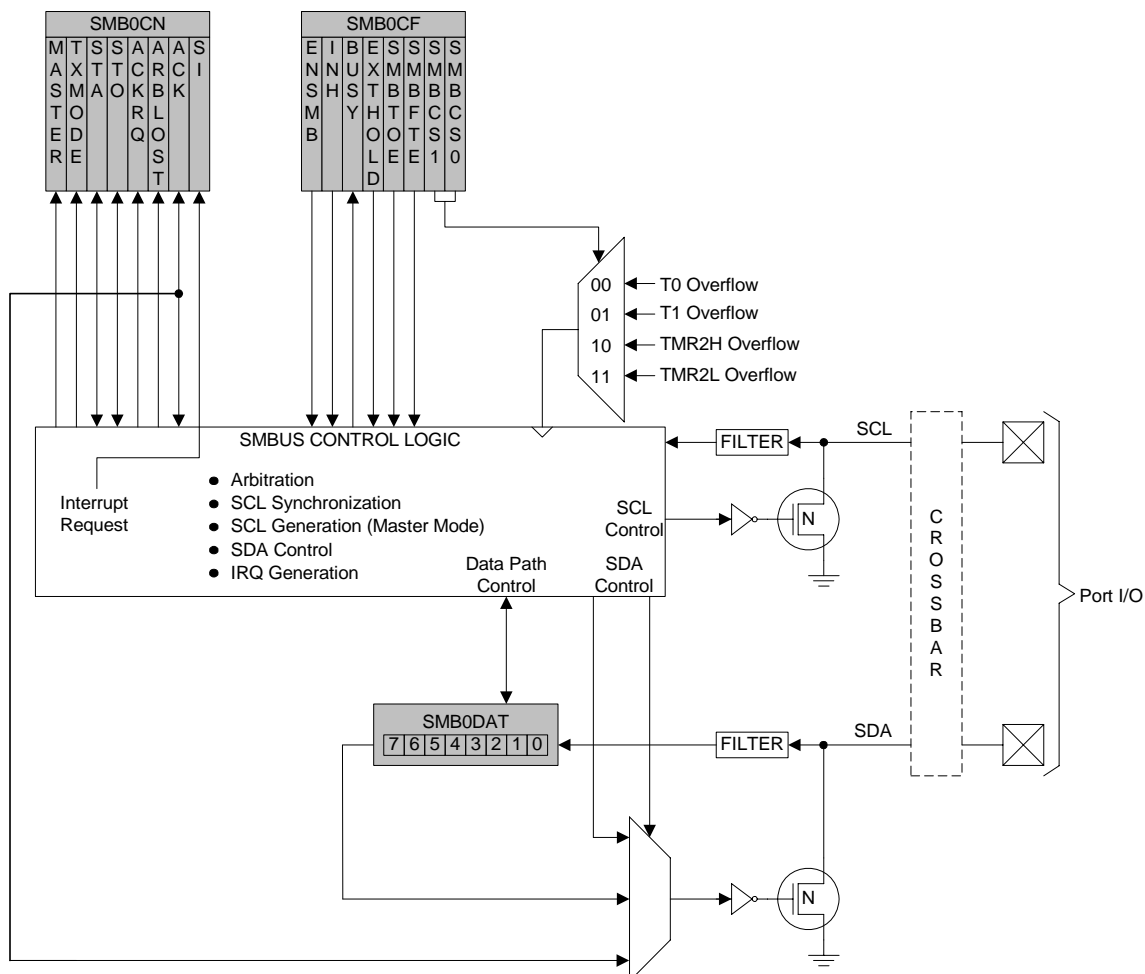 SMB0CN
MASTER
TXMODE
STA
STO
ACKRQ
ARBLOST
ACK
SI
SMB0CF
ENSMB
INH
BUSY
EXTHOLD
SMBTOE
SMBFTE
SMBCS1
SMBCS0
00
T0 Overflow
01
T1 Overflow
10
TMR2H Overflow
11
TMR2L Overflow
SMBUS CONTROL LOGIC
● Arbitration
● SCL Synchronization
● SCL Generation (Master Mode)
● SDA Control
● IRQ Generation
Interrupt
Request
SCL
Control
Data Path
Control
SDA
Control
FILTER
SCL
N
CROSSBAR
Port I/O
SMB0DAT
7 6 5 4 3 2 1 0
FILTER
SDA
N